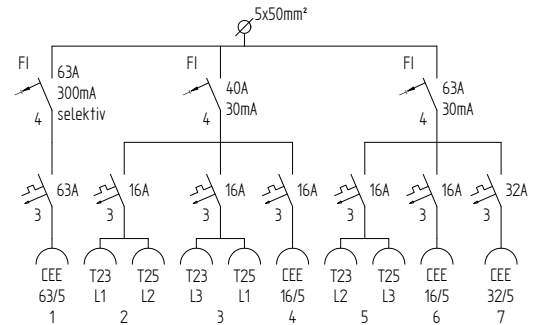 5x50mm²
FI
63A
300mA
selektiv
4
FI
40A
30mA
4
FI
63A
30mA
4
63A
3
16A
3
16A
3
16A
3
16A
3
16A
3
32A
3
CEE
63/5
1
T23
L1
T25
L2
2
T23
L3
T25
L1
3
CEE
16/5
4
T23
L2
T25
L3
5
CEE
16/5
6
CEE
32/5
7